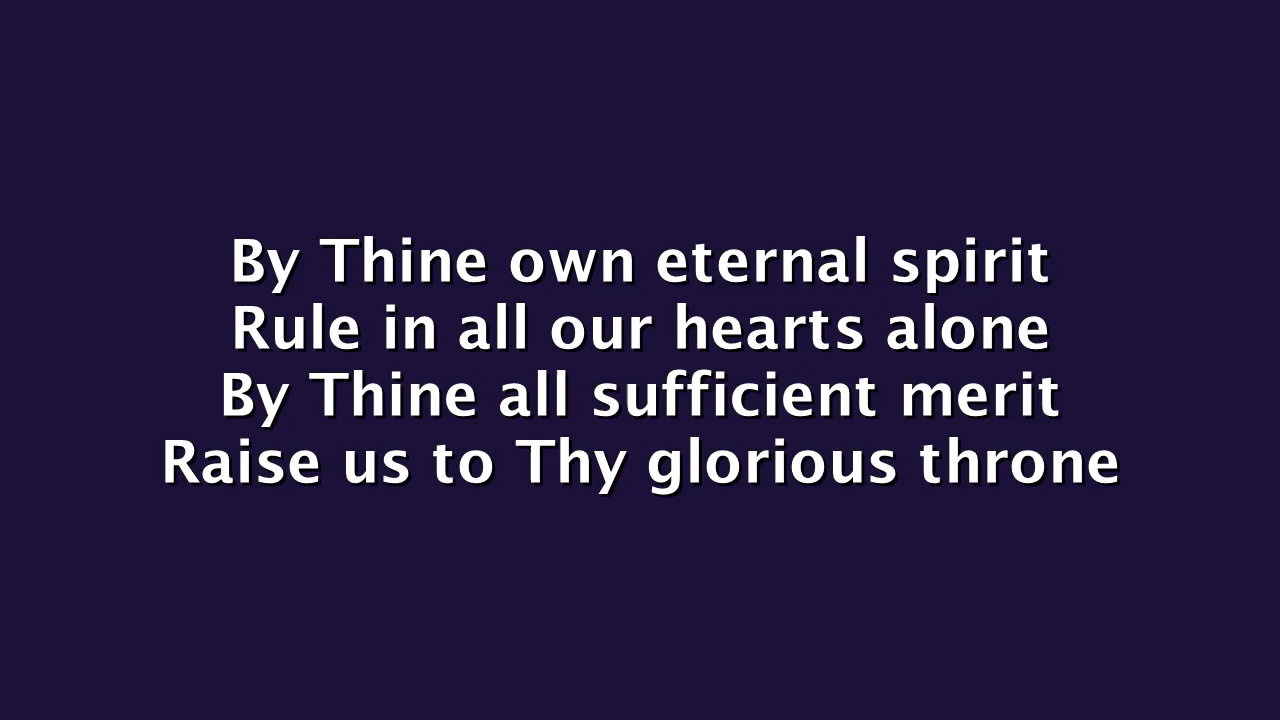 By Thine own eternal spirit
Rule in all our hearts alone
By Thine all sufficient merit
Raise us to Thy glorious throne